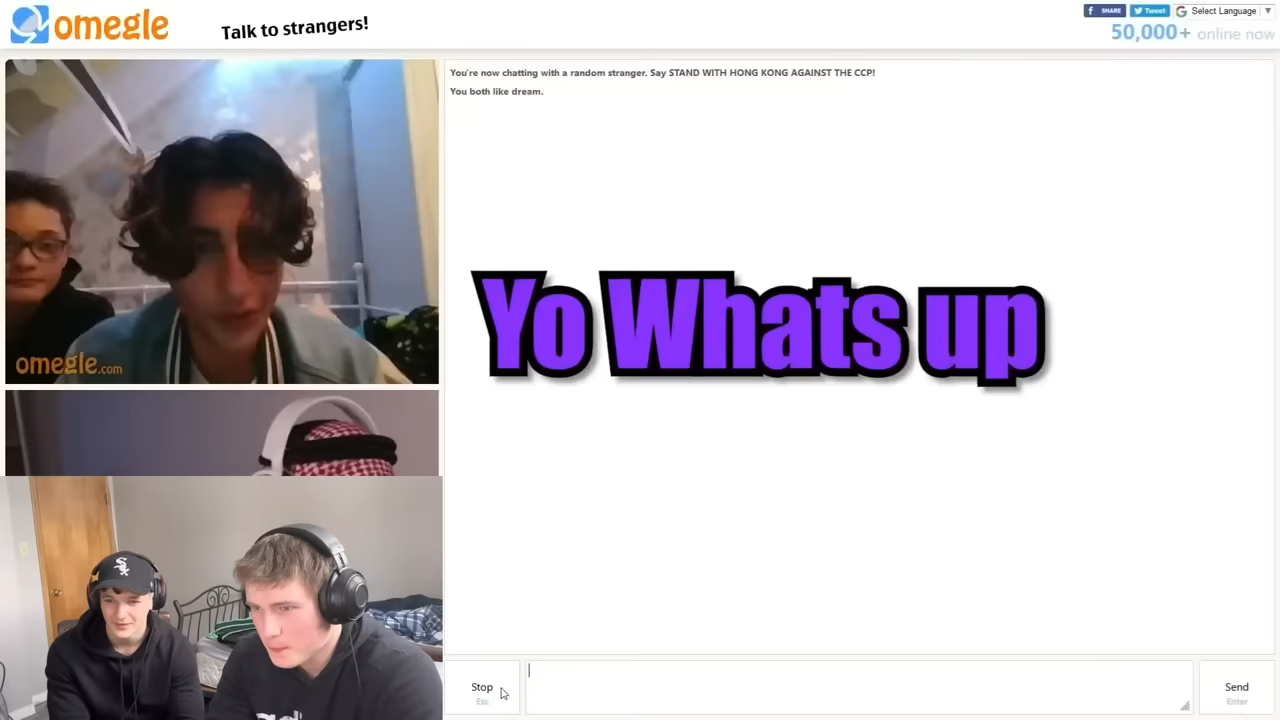 omegle
Talk to strangers!
f SHARE
Tweet
G Select Language ▼
50,000+ online now
You're now chatting with a random stranger. Say STAND WITH HONG KONG AGAINST THE CCP!
You both like dream.
omegle.com
Yo Whats up
Stop
Esc
Send
Enter